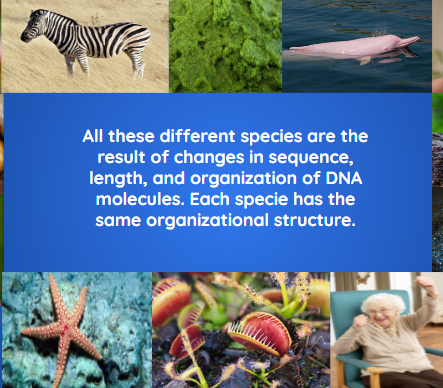 All these different species are the
result of changes in sequence,
length, and organization of DNA
molecules. Each specie has the
same organizational structure.